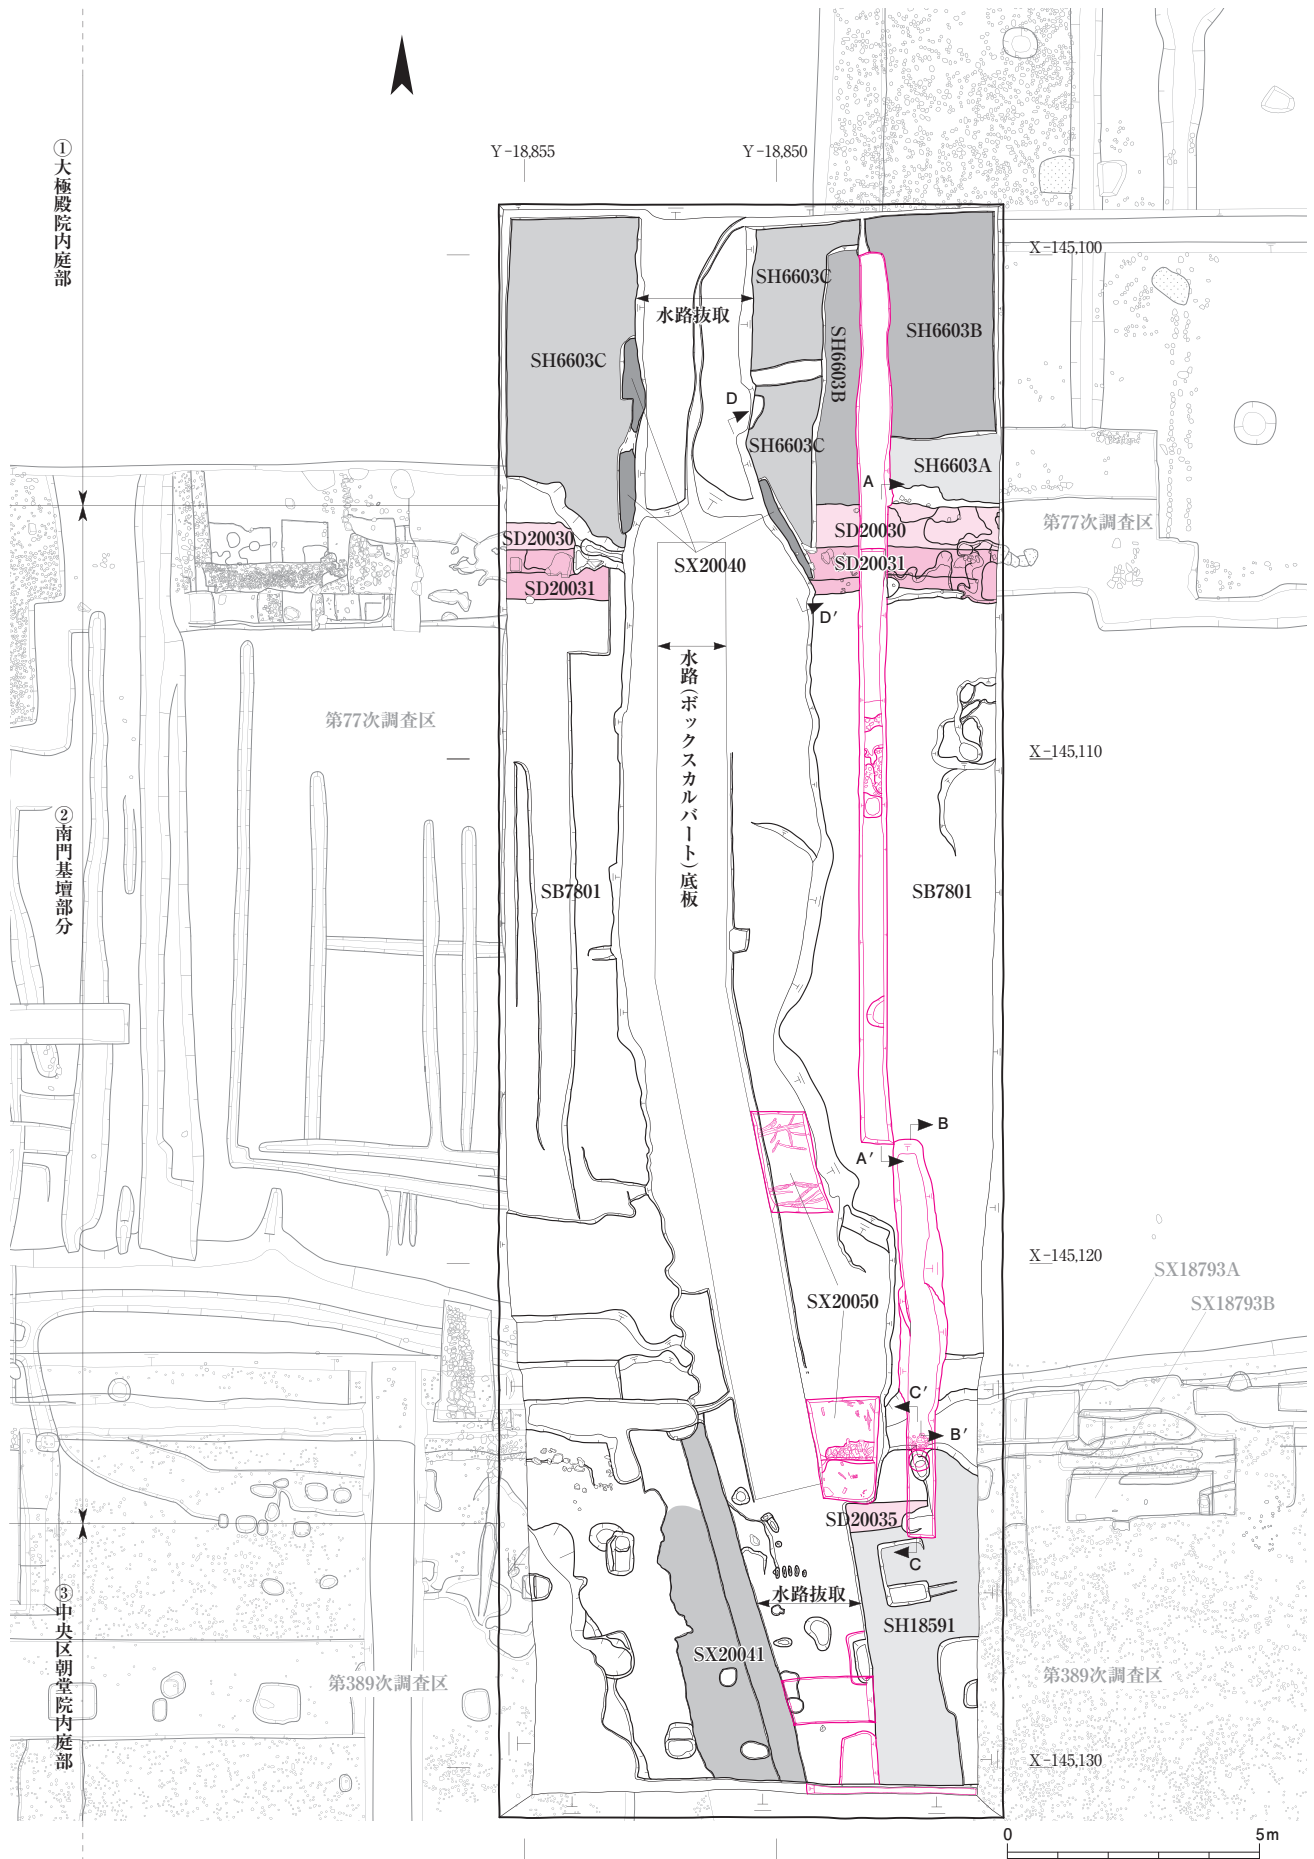 Y-18,855
Y-18,850
①大極殿院内庭部
X-145,100
SH6603C
水路抜取
SH6603B
SH6603B
SH6603C
D
SH6603C
SH6603A
A
第77次調査区
SD20030
SD20030
SX20040
SD20031
SD20031
D′
水路(ボックスカルバート)底板
第77次調査区
X-145,110
②南門基壇部分
SB7801
SB7801
B
A′
X-145,120
SX18793A
SX18793B
SX20050
C′
B′
SD20035
C
③中央区朝堂院内庭部
水路抜取
SH18591
SX20041
第389次調査区
第389次調査区
X-145,130
0
5m